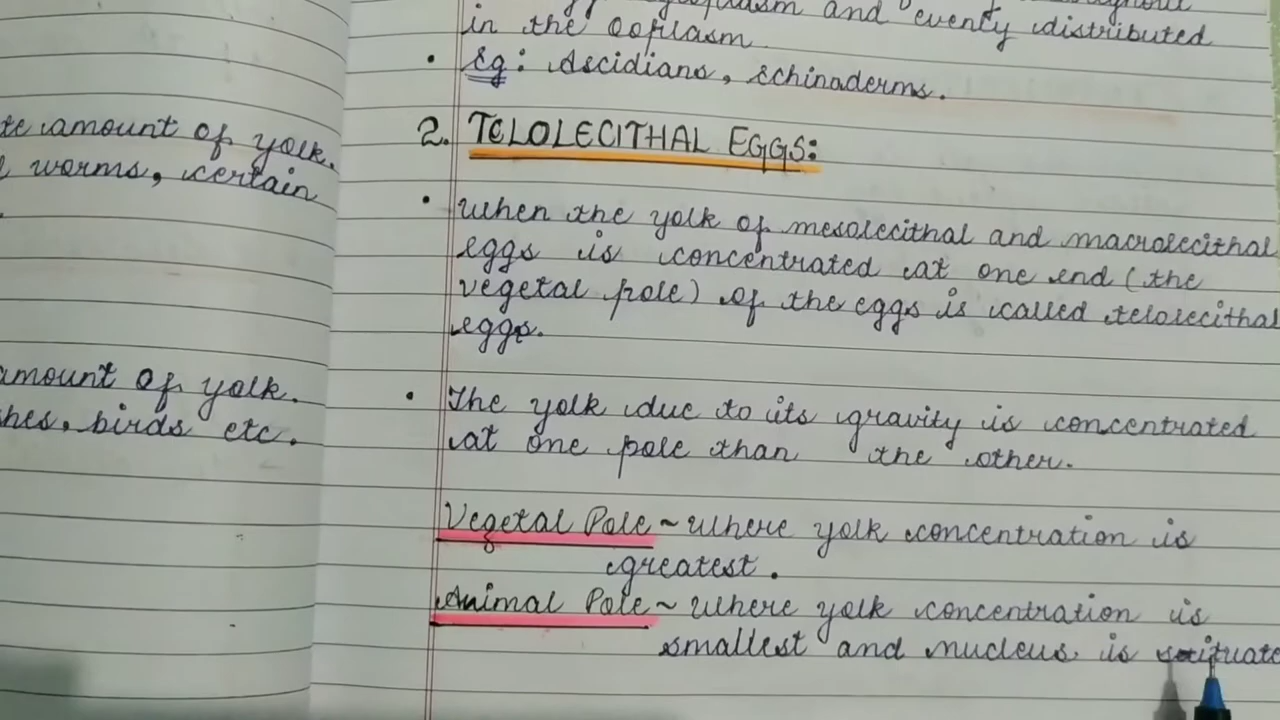 te amount of yolk.
worms, certain
amount of yolk.
hes, birds etc.
and evenly distributed
in the ooplasm.
• Eg: Ascidians, Echinoderms.
2. TELOLECITHAL EGGS:
• When the yolk of mesolecithal and macrolecithal
eggs is concentrated at one end (the
vegetal pole) of the eggs is called telolecithal
eggs.
• The yolk due to its gravity is concentrated
at one pole than the other.
Vegetal Pole ~ Where yolk concentration is
greatest.
Animal Pole ~ Where yolk concentration is
smallest and nucleus is